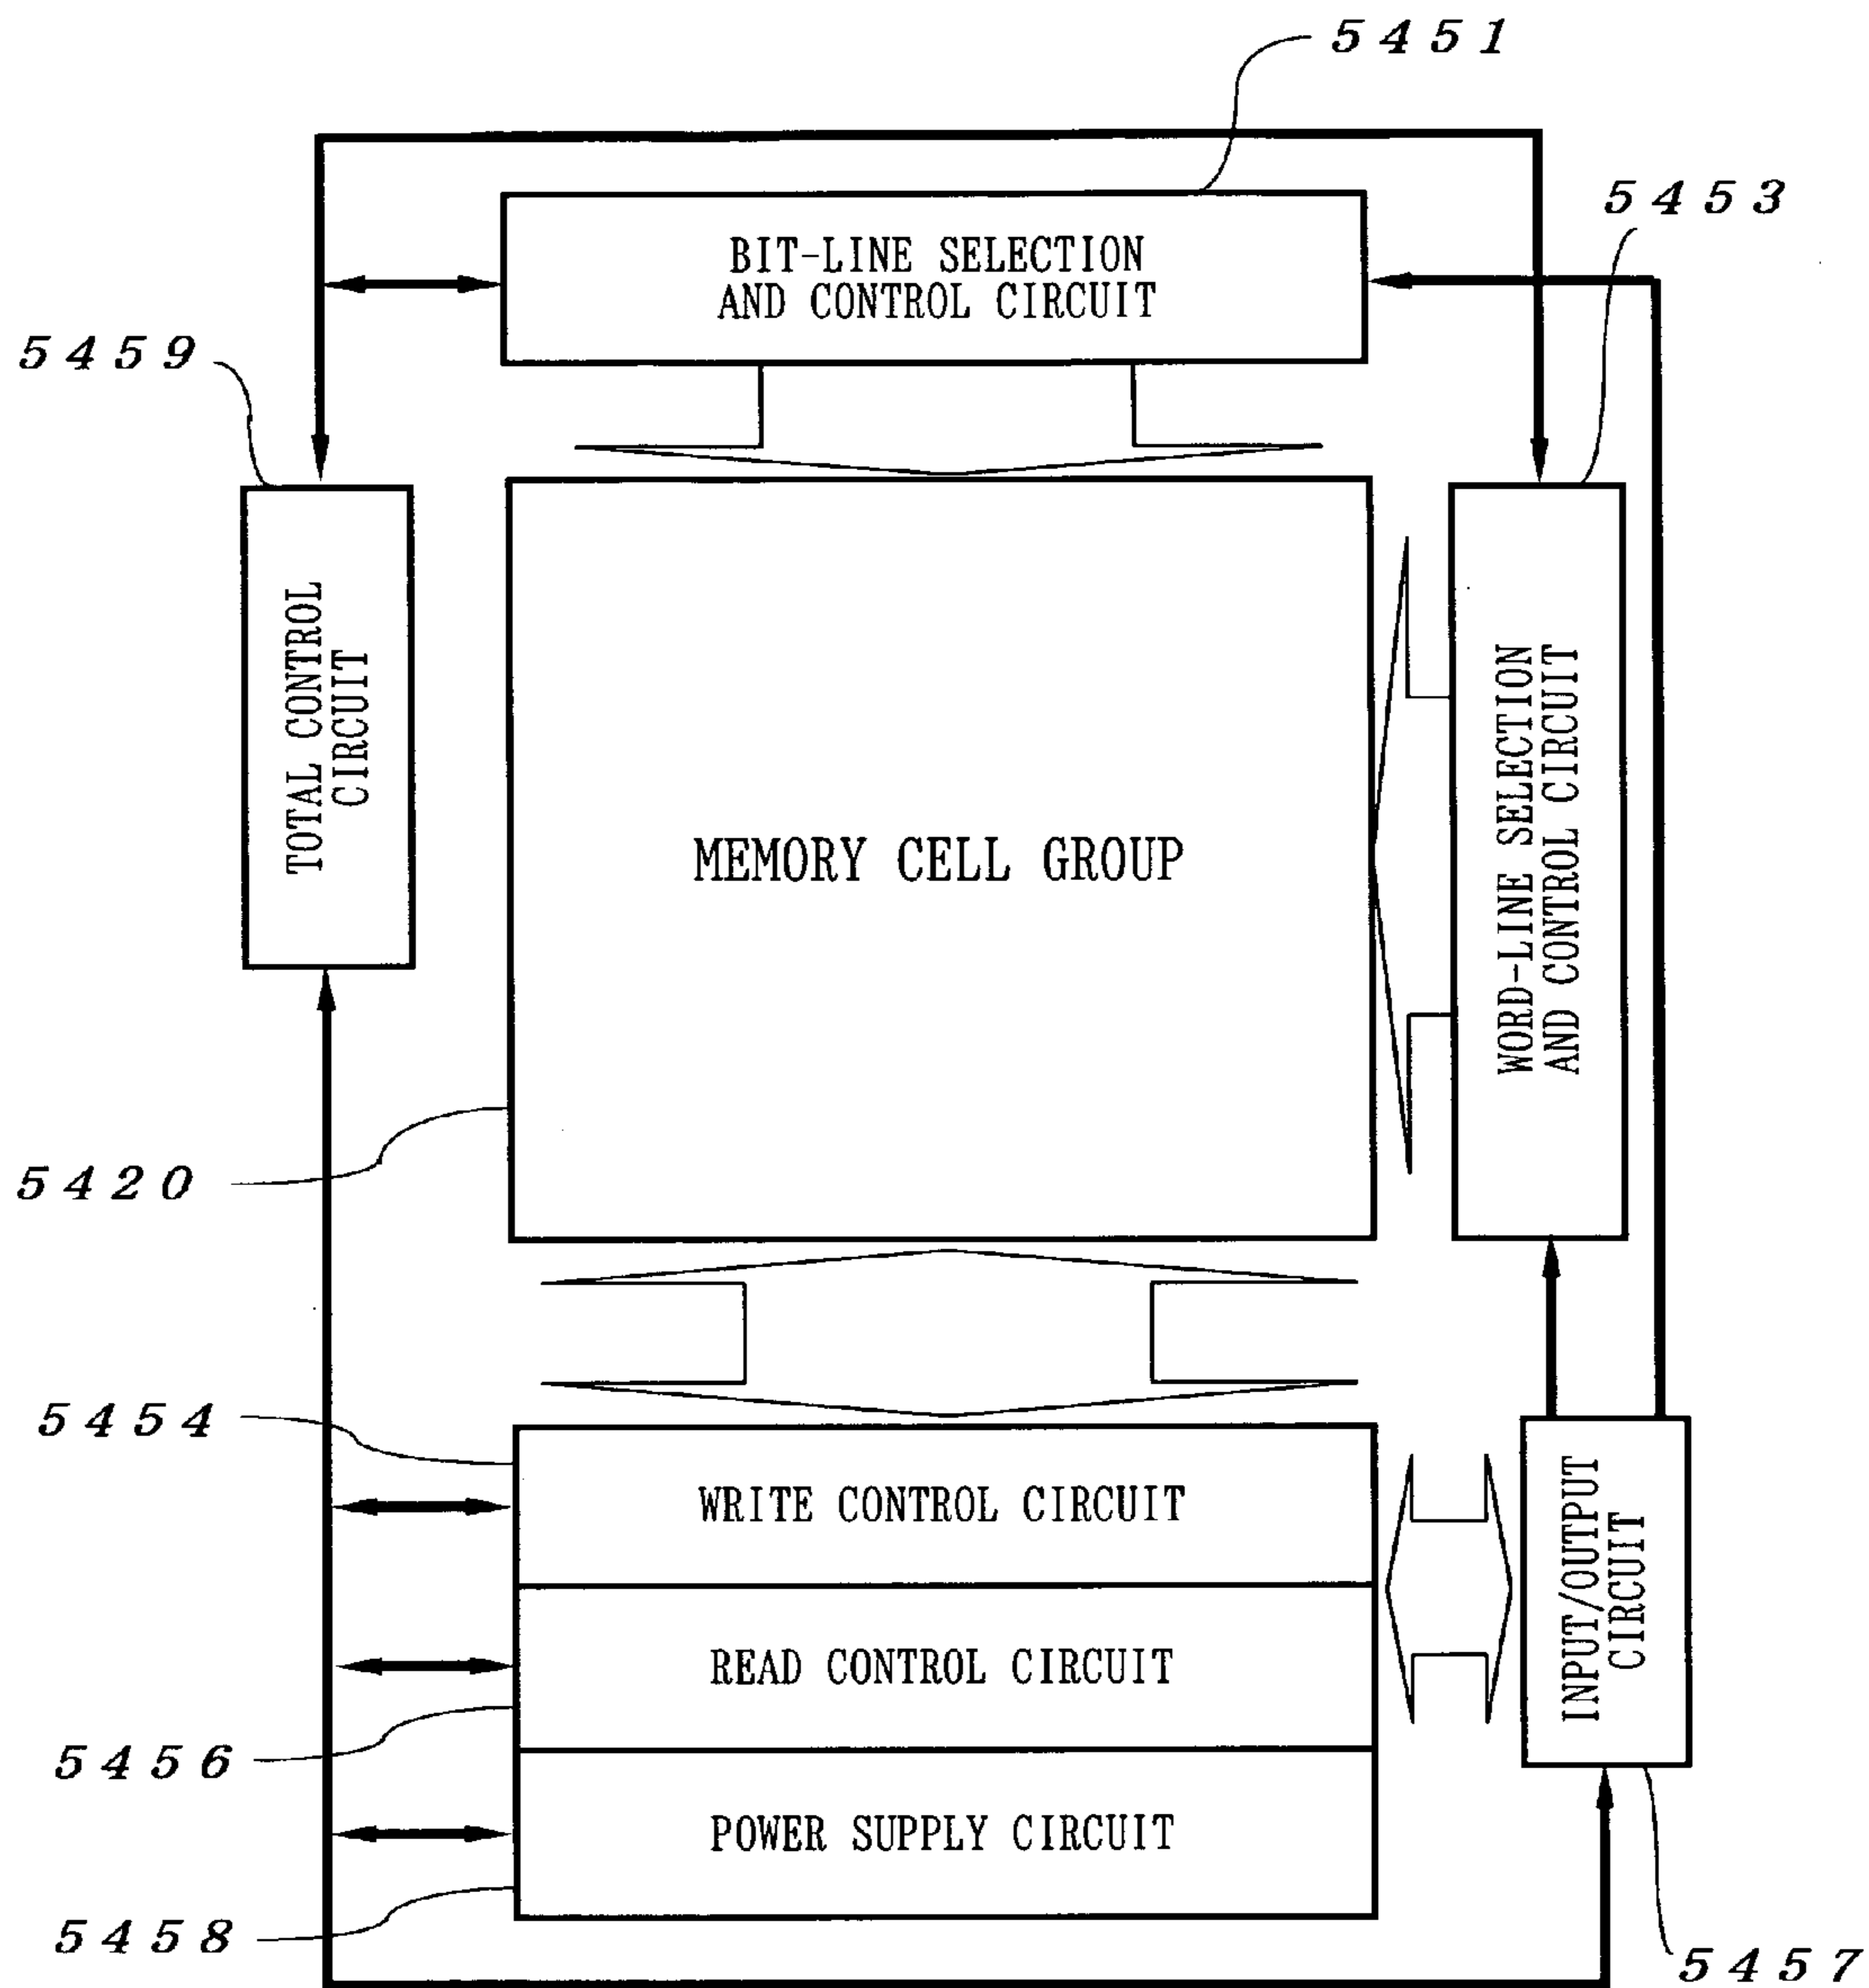 5451
5453
BIT-LINE SELECTION
AND CONTROL CIRCUIT
5459
TOTAL CONTROL
CIRCUIT
MEMORY CELL GROUP
WORD-LINE SELECTION
AND CONTROL CIRCUIT
5420
5454
WRITE CONTROL CIRCUIT
INPUT/OUTPUT
CIRCUIT
READ CONTROL CIRCUIT
5456
POWER SUPPLY CIRCUIT
5458
5457